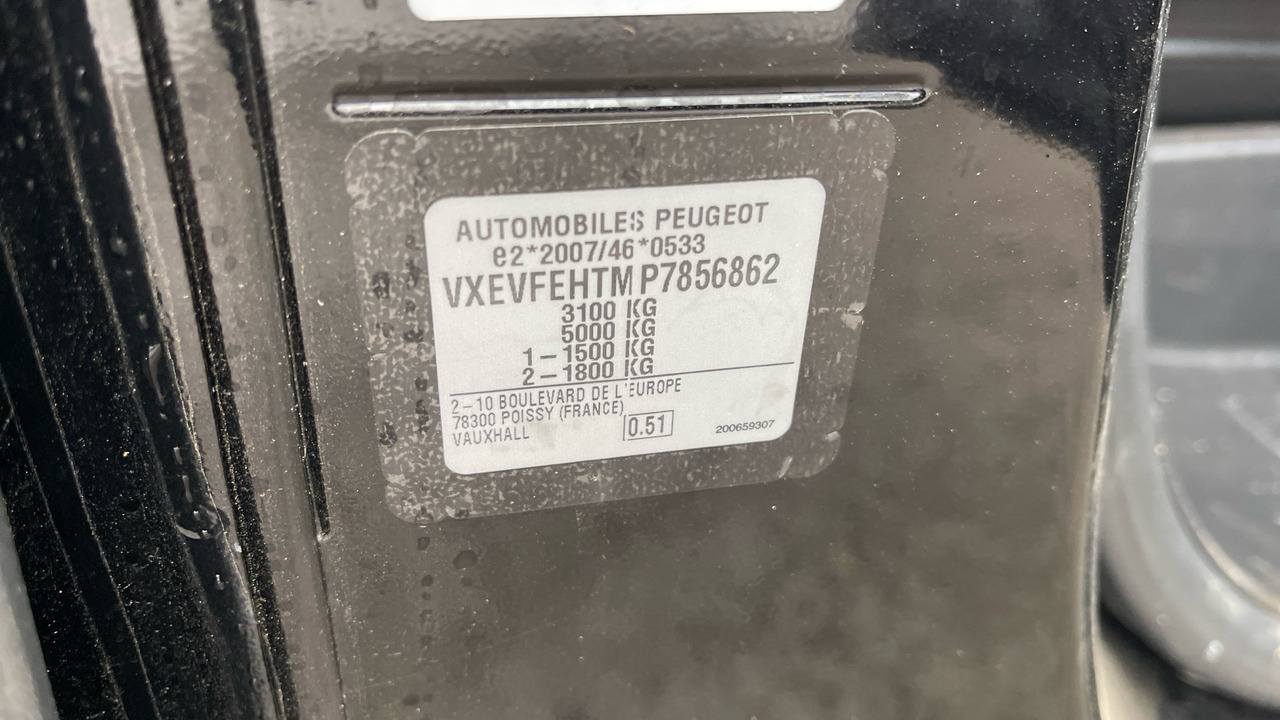 AUTOMOBILES PEUGEOT
e2*2007/46*0533
VXEVFEHTMP7856862
3100 KG
5000 KG
1-1500 KG
2-1800 KG
2-10 BOULEVARD DE L'EUROPE
78300 POISSY (FRANCE)
VAUXHALL
0.51
200659307